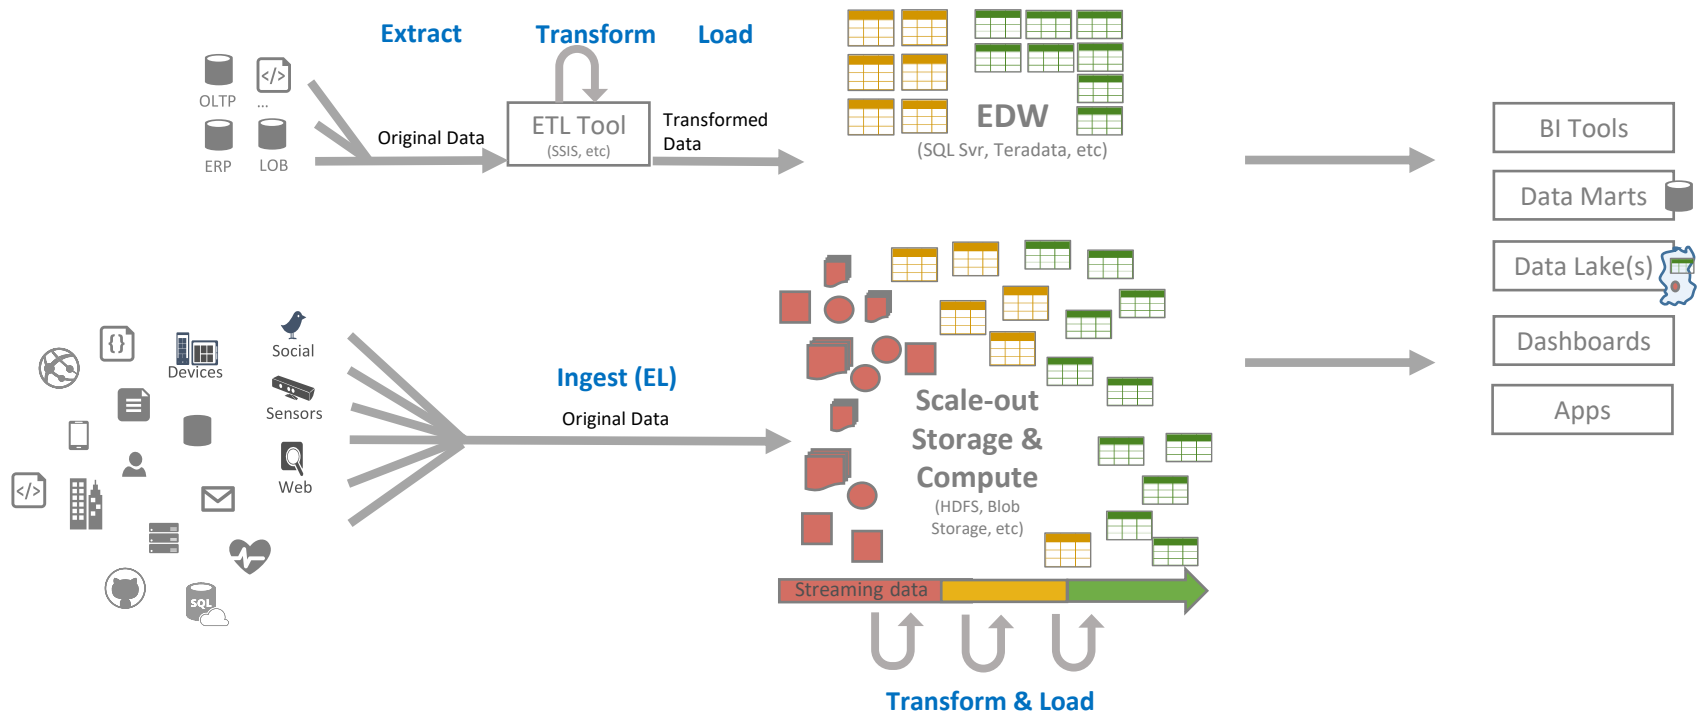 Extract
Transform
Load
OLTP
</>
...
ERP
LOB
Original Data
ETL Tool
(SSIS, etc)
Transformed
Data
EDW
(SQL Svr, Teradata, etc)
BI Tools
Data Marts
Data Lake(s)
Dashboards
Apps
{}
Devices
Social
Sensors
Web
</>
SQL
Ingest (EL)
Original Data
Scale-out
Storage &
Compute
(HDFS, Blob
Storage, etc)
Streaming data
Transform & Load